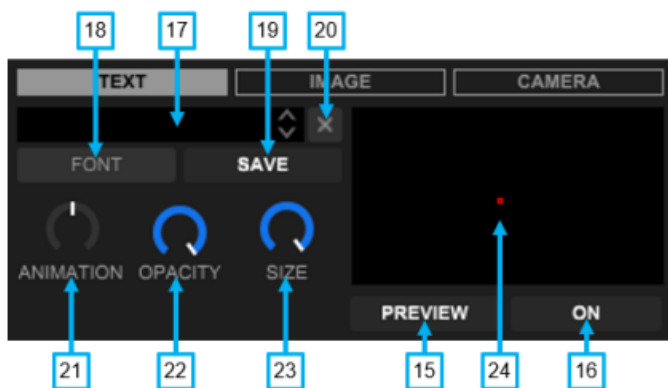 18 17 19 20
TEXT IMAGE CAMERA
FONT SAVE
ANIMATION OPACITY SIZE
PREVIEW ON
21 22 23 15 24 16